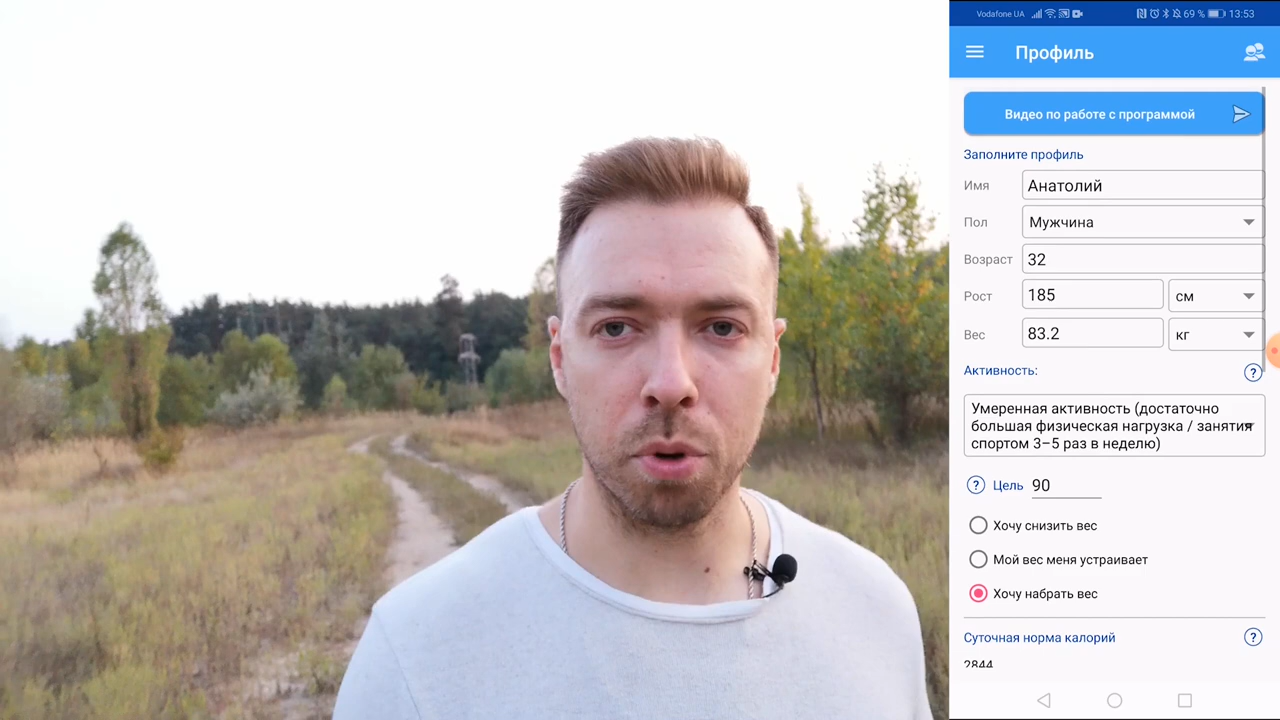 Vodafone UA 69 % 13:53
Профиль
Видео по работе с программой
Заполните профиль
Имя Анатолий
Пол Мужчина
Возраст 32
Рост 185 см
Вес 83.2 кг
Активность: ?
Умеренная активность (достаточно
большая физическая нагрузка / занятия
спортом 3–5 раз в неделю)
? Цель 90
Хочу снизить вес
Мой вес меня устраивает
Хочу набрать вес
Суточная норма калорий ?
2844